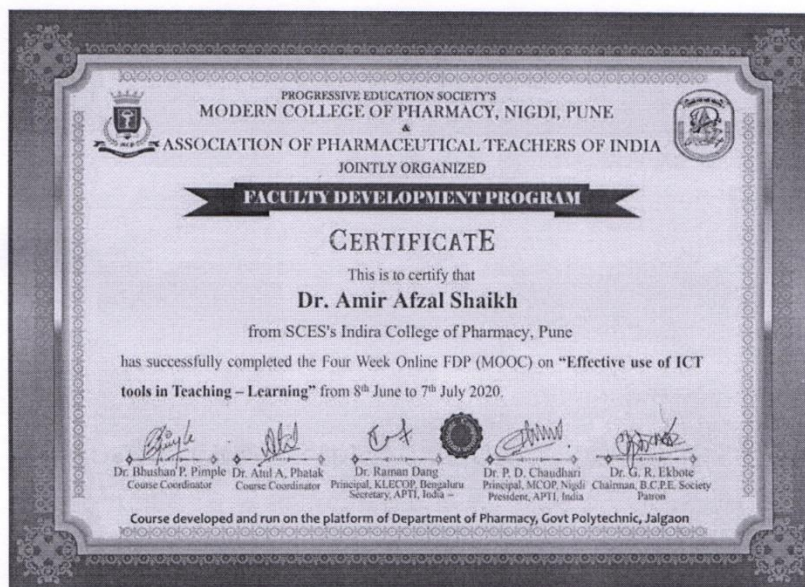 PROGRESSIVE EDUCATION SOCIETY'S
MODERN COLLEGE OF PHARMACY, NIGDI, PUNE
&
ASSOCIATION OF PHARMACEUTICAL TEACHERS OF INDIA
JOINTLY ORGANIZED
FACULTY DEVELOPMENT PROGRAM
CERTIFICATE
This is to certify that
Dr. Amir Afzal Shaikh
from SCES's Indira College of Pharmacy, Pune
has successfully completed the Four Week Online FDP (MOOC) on “Effective use of ICT
tools in Teaching – Learning” from 8th June to 7th July 2020.
Dr. Bhushan P. Pimple
Course Coordinator
Dr. Atul A. Phatak
Course Coordinator
Dr. Raman Dang
Principal, KLECOP, Bengaluru
Secretary, APTI, India –
Dr. P. D. Chaudhari
Principal, MCOP, Nigdi
President, APTI, India
Dr. G. R. Ekbote
Chairman, B.C.P.E. Society
Patron
Course developed and run on the platform of Department of Pharmacy, Govt Polytechnic, Jalgaon